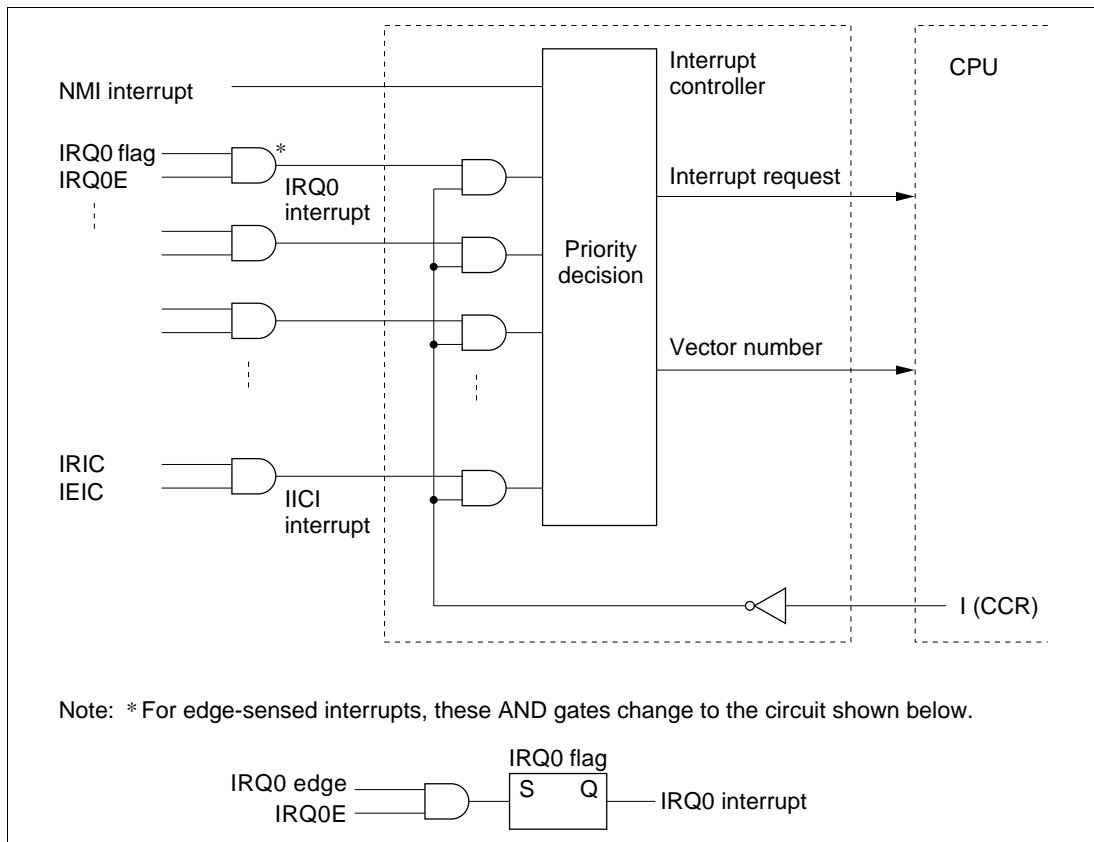 NMI interrupt
IRQ0 flag
IRQ0E
*
IRQ0
interrupt
IRIC
IEIC
IICI
interrupt
Priority
decision
Interrupt
controller
CPU
Interrupt request
Vector number
I (CCR)
Note: * For edge-sensed interrupts, these AND gates change to the circuit shown below.
IRQ0 flag
IRQ0 edge
IRQ0E
S Q
IRQ0 interrupt